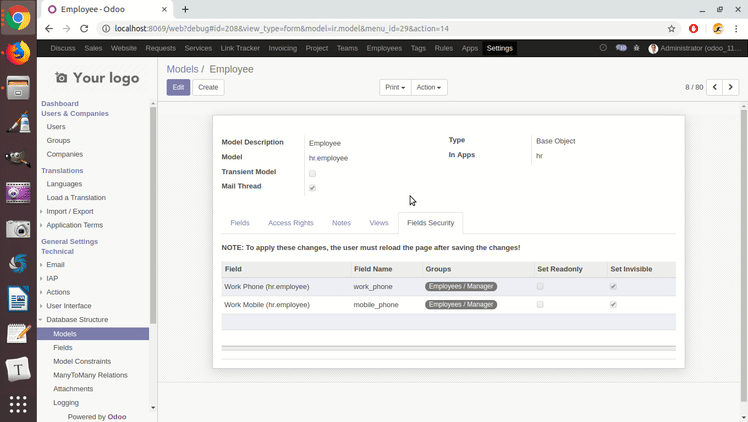 Employee - Odoo
localhost:8069/web?debug#id=208&view_type=form&model=ir.model&menu_id=29&action=14
Discuss Sales Website Requests Services Link Tracker Invoicing Project Teams Employees Tags Rules Apps Settings Administrator (odoo_11...
Your logo
Dashboard
Users & Companies
Users
Groups
Companies
Translations
Languages
Load a Translation
Import / Export
Application Terms
General Settings
Technical
Email
IAP
Actions
User Interface
Database Structure
Models
Fields
Model Constraints
ManyToMany Relations
Attachments
Logging
Powered by Odoo
Models / Employee
Edit Create Print Action 8 / 80
Model Description Employee
Model hr.employee
Transient Model
Mail Thread
Type Base Object
In Apps hr
Fields Access Rights Notes Views Fields Security
NOTE: To apply these changes, the user must reload the page after saving the changes!
Field Field Name Groups Set Readonly Set Invisible
Work Phone (hr.employee) work_phone Employees / Manager
Work Mobile (hr.employee) mobile_phone Employees / Manager